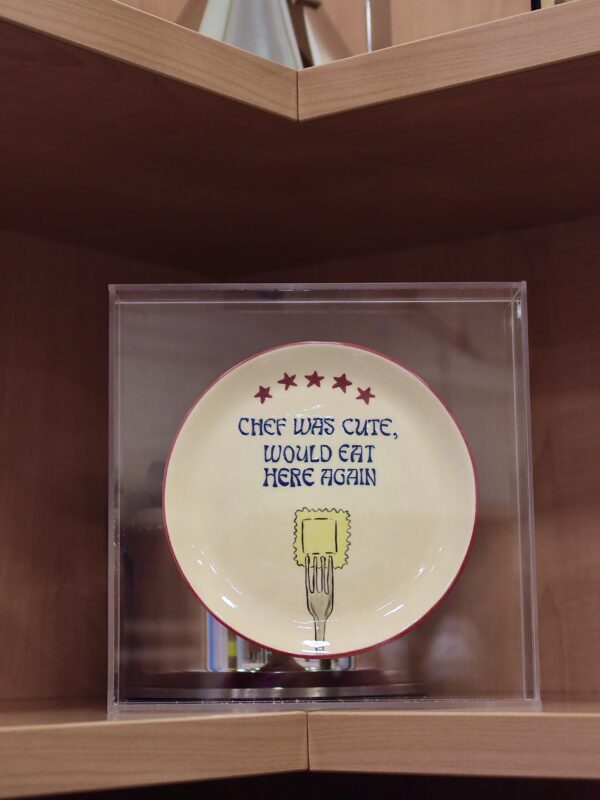 CHEF WAS CUTE,
WOULD EAT
HERE AGAIN